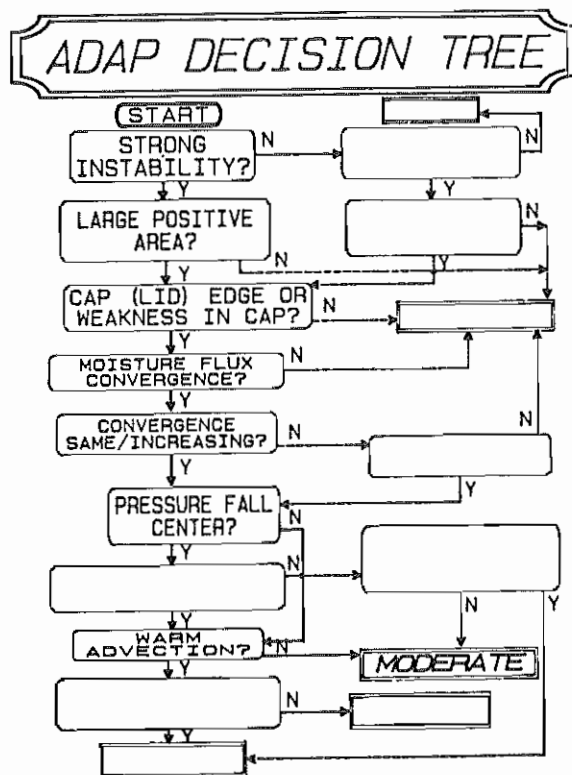 ADAP DECISION TREE
START
STRONG
INSTABILITY?
N
N
Y
Y
LARGE POSITIVE
AREA?
N
N
Y
Y
CAP (LID) EDGE OR
WEAKNESS IN CAP?
N
Y
MOISTURE FLUX
CONVERGENCE?
N
Y
CONVERGENCE
SAME/INCREASING?
N
N
Y
Y
PRESSURE FALL
CENTER?
N
Y
N
Y
N
Y
WARM
ADVECTION?
N
MODERATE
Y
N
Y